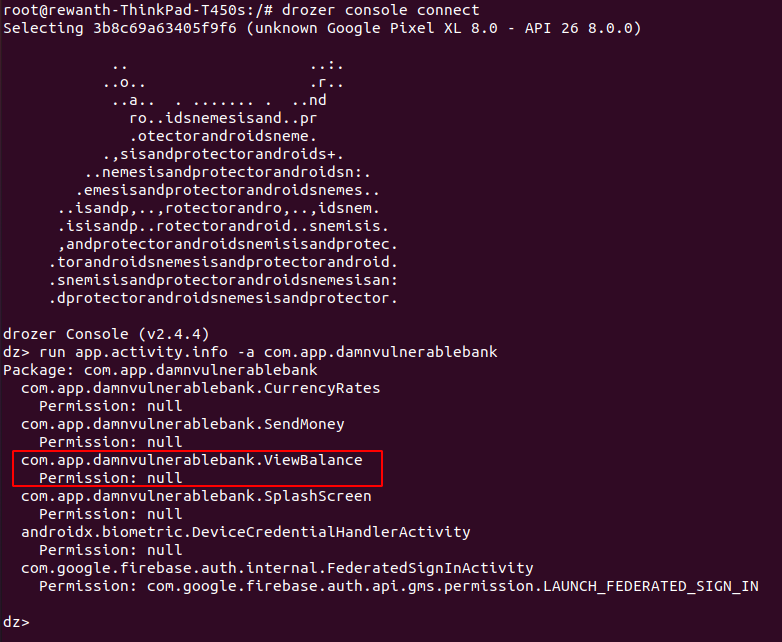 root@rewanth-ThinkPad-T450s:/# drozer console connect
Selecting 3b8c69a63405f9f6 (unknown Google Pixel XL 8.0 - API 26 8.0.0)
            ..                    ..:.
           ..o..                  .r..
            ..a..  . ....... .  ..nd
              ro..idsnemesisand..pr
              .otectorandroidsneme.
           .,sisandprotectorandroids+.
         ..nemesisandprotectorandroidsn:.
        .emesisandprotectorandroidsnemes..
      ..isandp,..,rotectorandro,..,idsnem.
      .isisandp..rotectorandroid..snemisis.
      ,andprotectorandroidsnemisisandprotec.
     .torandroidsnemesisandprotectorandroid.
     .snemisisandprotectorandroidsnemesisan:
     .dprotectorandroidsnemesisandprotector.
drozer Console (v2.4.4)
dz> run app.activity.info -a com.app.damnvulnerablebank
Package: com.app.damnvulnerablebank
  com.app.damnvulnerablebank.CurrencyRates
    Permission: null
  com.app.damnvulnerablebank.SendMoney
    Permission: null
  com.app.damnvulnerablebank.ViewBalance
    Permission: null
  com.app.damnvulnerablebank.SplashScreen
    Permission: null
  androidx.biometric.DeviceCredentialHandlerActivity
    Permission: null
  com.google.firebase.auth.internal.FederatedSignInActivity
    Permission: com.google.firebase.auth.api.gms.permission.LAUNCH_FEDERATED_SIGN_IN
dz>